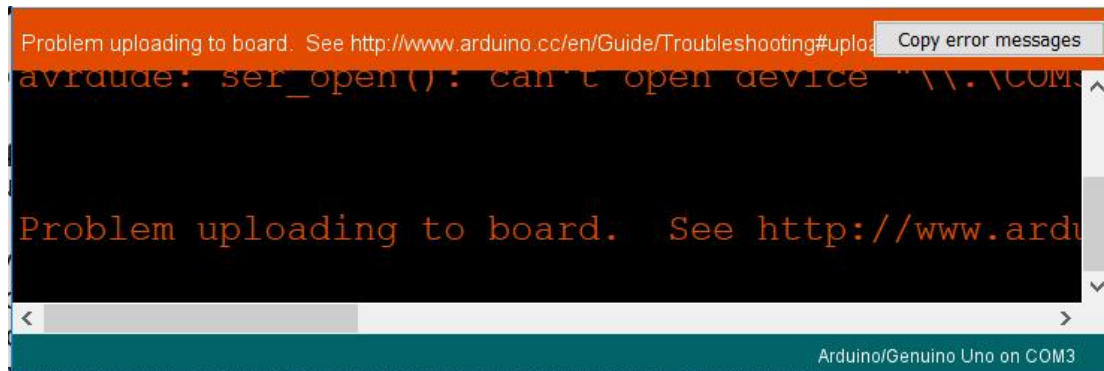 Problem uploading to board. See http://www.arduino.cc/en/Guide/Troubleshooting#uploa
Copy error messages
avrdude: ser_open(): can't open device "\\.\COM3
Problem uploading to board. See http://www.ardu
Arduino/Genuino Uno on COM3